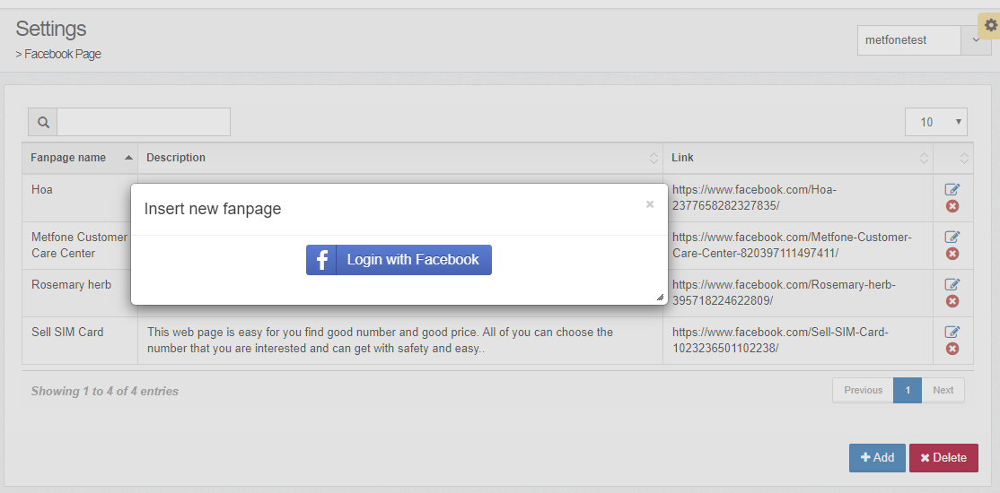 Settings
> Facebook Page
metfonetest
10
Fanpage name
Description
Link
Hoa
https://www.facebook.com/Hoa-
2377658282327835/
Insert new fanpage
×
Login with Facebook
Metfone Customer
Care Center
https://www.facebook.com/Metfone-Customer-
Care-Center-820397111497411/
Rosemary herb
https://www.facebook.com/Rosemary-herb-
395718224622809/
Sell SIM Card
This web page is easy for you find good number and good price. All of you can choose the
number that you are interested and can get with safety and easy..
https://www.facebook.com/Sell-SIM-Card-
1023236501102238/
Showing 1 to 4 of 4 entries
Previous
1
Next
Add
Delete